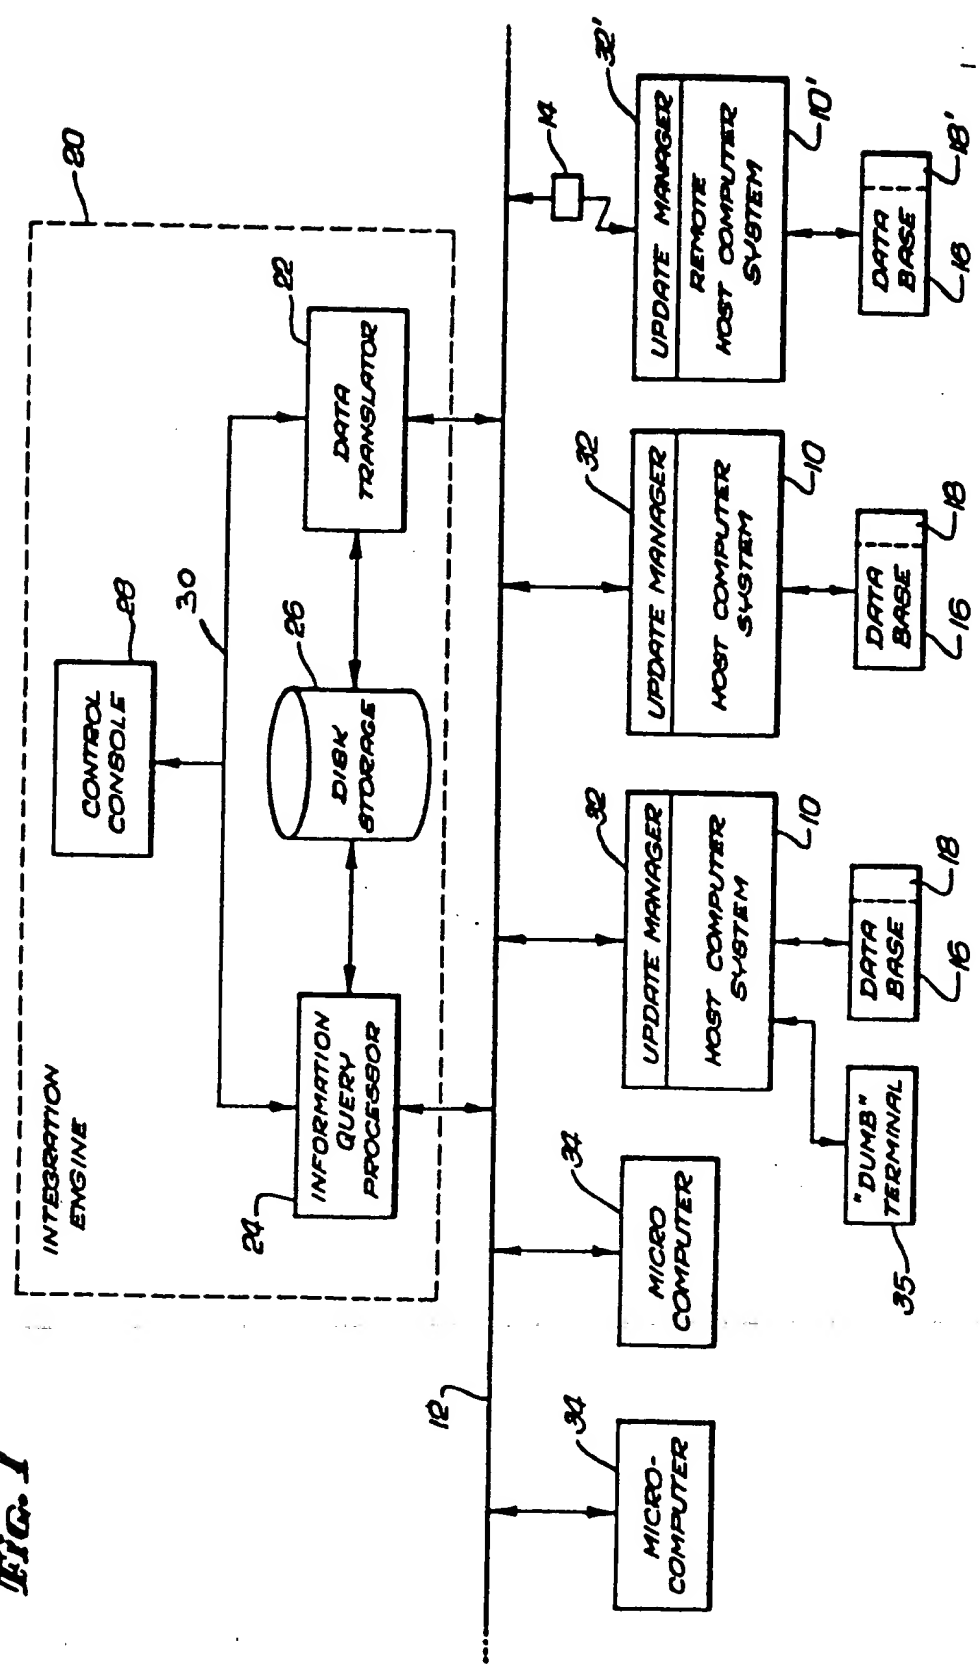 FIG. 1
INTEGRATION
ENGINE
CONTROL
CONSOLE
28
20
30
INFORMATION
QUERY
PROCESSOR
24
DISK
STORAGE
26
DATA
TRANSLATOR
22
12
14
MICRO-
COMPUTER
34
MICRO
COMPUTER
34
UPDATE MANAGER
HOST COMPUTER
SYSTEM
32
10
UPDATE MANAGER
HOST COMPUTER
SYSTEM
32
10
UPDATE MANAGER
REMOTE
HOST COMPUTER
SYSTEM
32'
10'
"DUMB"
TERMINAL
35
DATA
BASE
16
18
DATA
BASE
16
18
DATA
BASE
16
18'